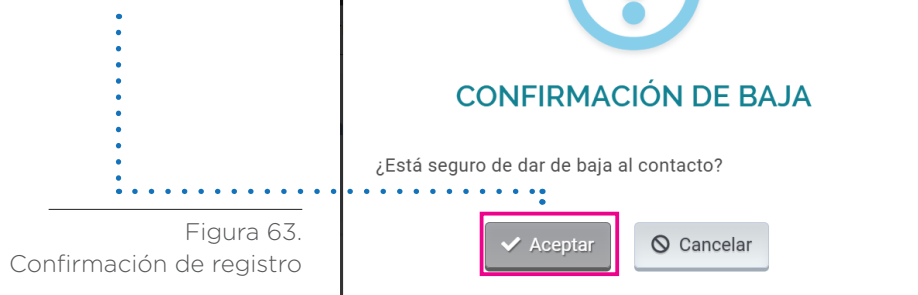 CONFIRMACIÓN DE BAJA
¿Está seguro de dar de baja al contacto?
Aceptar
Cancelar
Figura 63.
Confirmación de registro